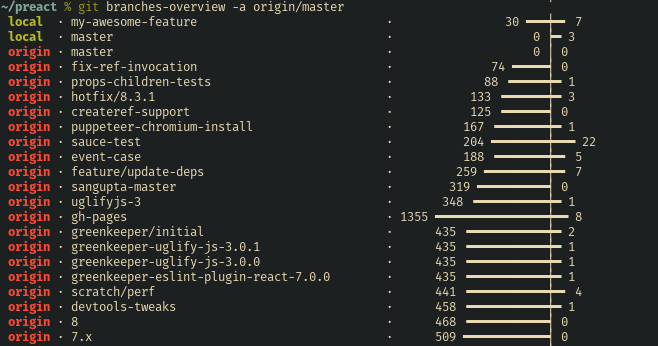 ~/preact % git branches-overview -a origin/master
local · my-awesome-feature · 30 7
local · master · 0 3
origin · master · 0 0
origin · fix-ref-invocation · 74 0
origin · props-children-tests · 88 1
origin · hotfix/8.3.1 · 133 3
origin · createref-support · 125 0
origin · puppeteer-chromium-install · 167 1
origin · sauce-test · 204 22
origin · event-case · 188 5
origin · feature/update-deps · 259 7
origin · sangupta-master · 319 0
origin · uglifyjs-3 · 348 1
origin · gh-pages · 1355 8
origin · greenkeeper/initial · 435 2
origin · greenkeeper-uglify-js-3.0.1 · 435 1
origin · greenkeeper-uglify-js-3.0.0 · 435 1
origin · greenkeeper-eslint-plugin-react-7.0.0 · 435 1
origin · scratch/perf · 441 4
origin · devtools-tweaks · 458 1
origin · 8 · 468 0
origin · 7.x · 509 0